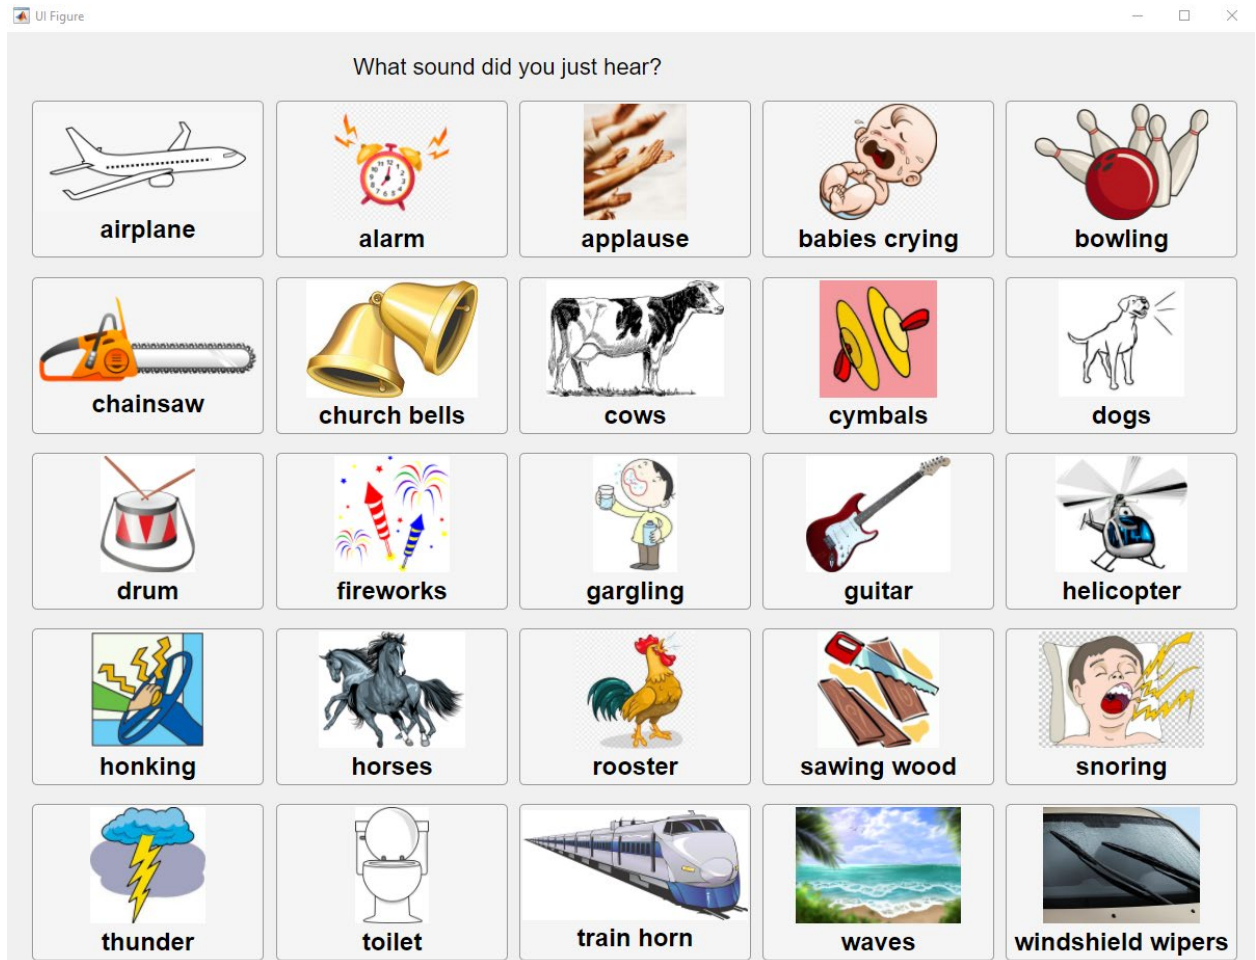 UI Figure
What sound did you just hear?
airplane
alarm
applause
babies crying
bowling
chainsaw
church bells
cows
cymbals
dogs
drum
fireworks
gargling
guitar
helicopter
honking
horses
rooster
sawing wood
snoring
thunder
toilet
train horn
waves
windshield wipers